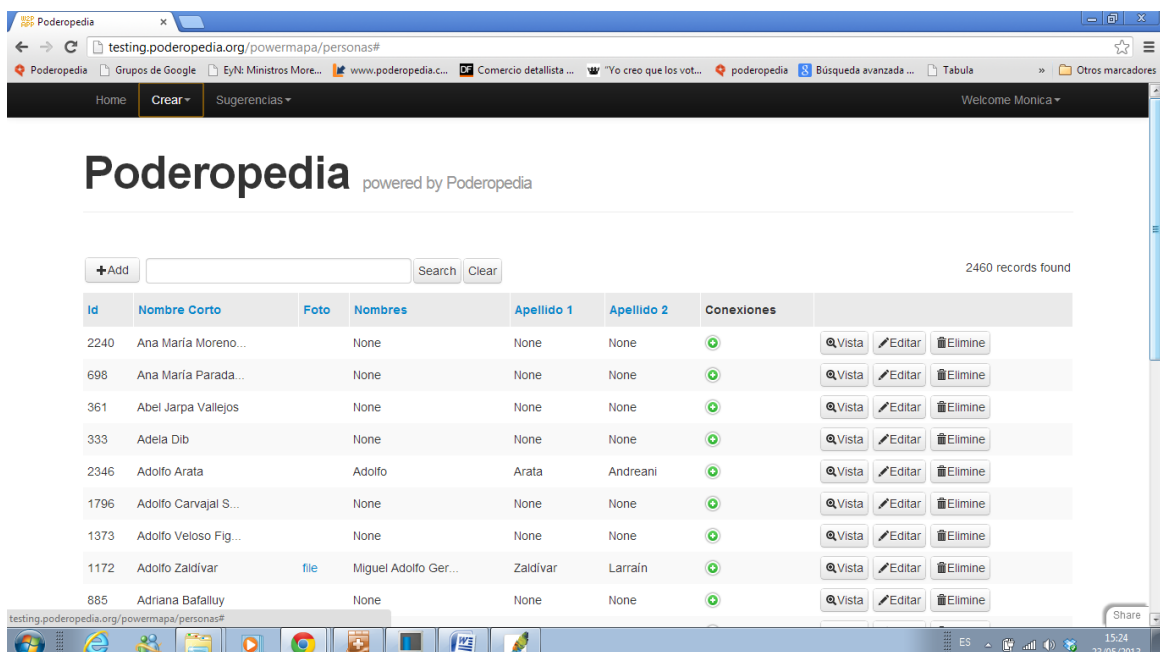 Poderopedia
testing.poderopedia.org/powermapa/personas#
Poderopedia Grupos de Google EyN: Ministros More... www.poderopedia.c... Comercio detallista ... "Yo creo que los vot... poderopedia Búsqueda avanzada ... Tabula » Otros marcadores
Home Crear Sugerencias Welcome Monica
Poderopedia powered by Poderopedia
Add Search Clear 2460 records found
Id Nombre Corto Foto Nombres Apellido 1 Apellido 2 Conexiones
2240 Ana María Moreno... None None None Vista Editar Elimine
698 Ana María Parada... None None None Vista Editar Elimine
361 Abel Jarpa Vallejos None None None Vista Editar Elimine
333 Adela Dib None None None Vista Editar Elimine
2346 Adolfo Arata Adolfo Arata Andreani Vista Editar Elimine
1796 Adolfo Carvajal S... None None None Vista Editar Elimine
1373 Adolfo Veloso Fig... None None None Vista Editar Elimine
1172 Adolfo Zaldívar file Miguel Adolfo Ger... Zaldívar Larraín Vista Editar Elimine
885 Adriana Bafalluy None None None Vista Editar Elimine
testing.poderopedia.org/powermapa/personas# Share
ES 15:24